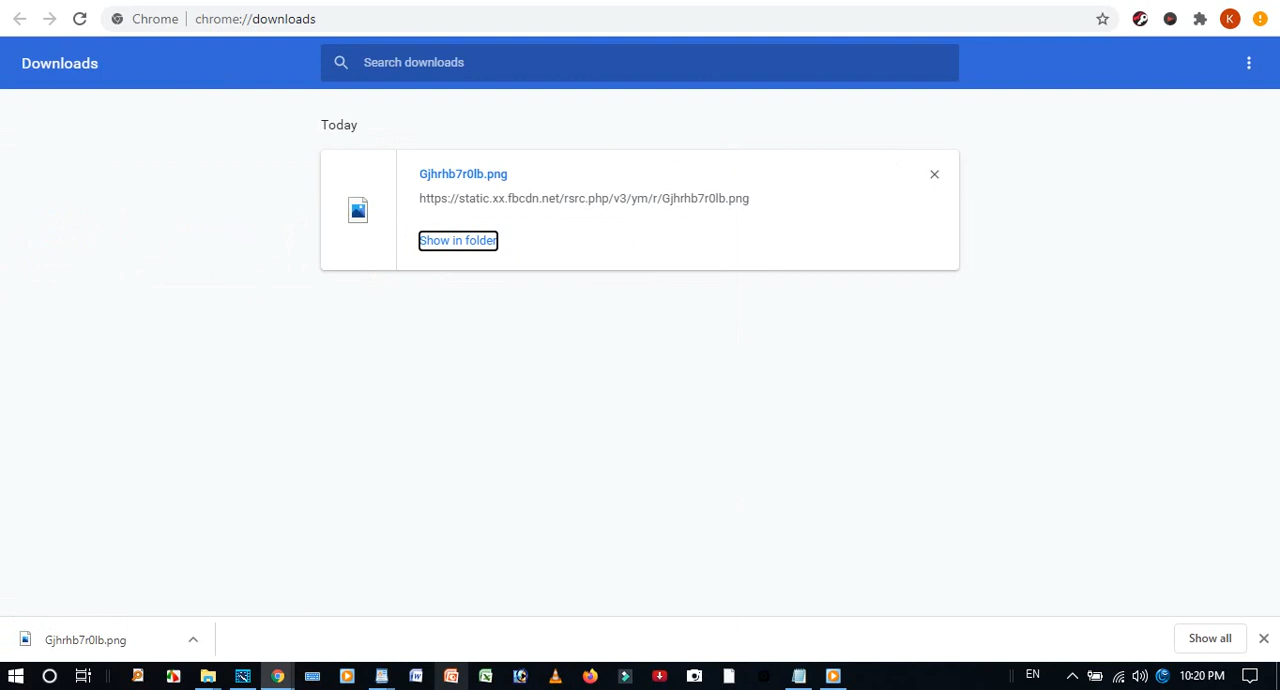 Chrome chrome://downloads K
Downloads Search downloads
Today
Gjhrhb7r0lb.png
https://static.xx.fbcdn.net/rsrc.php/v3/ym/r/Gjhrhb7r0lb.png
Show in folder
Gjhrhb7r0lb.png Show all
EN 10:20 PM